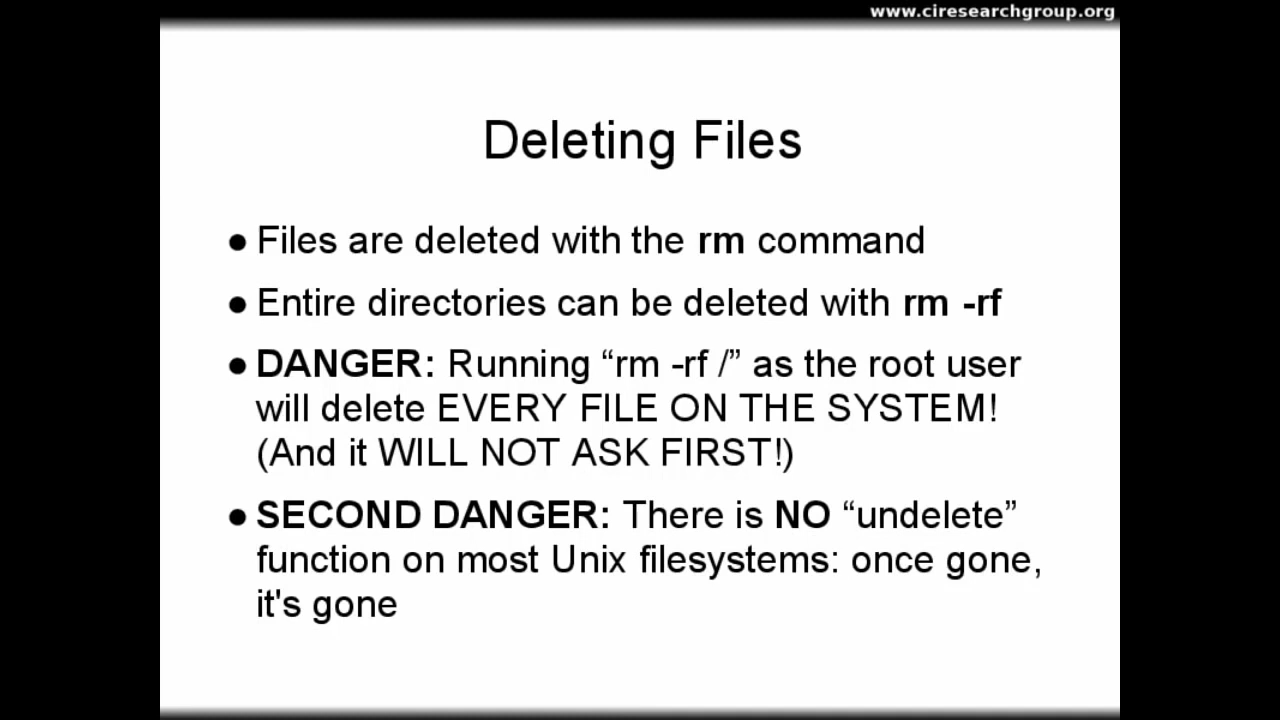 www.ciresearchgroup.org
Deleting Files
● Files are deleted with the rm command
● Entire directories can be deleted with rm -rf
● DANGER: Running “rm -rf /” as the root user
will delete EVERY FILE ON THE SYSTEM!
(And it WILL NOT ASK FIRST!)
● SECOND DANGER: There is NO “undelete”
function on most Unix filesystems: once gone,
it's gone